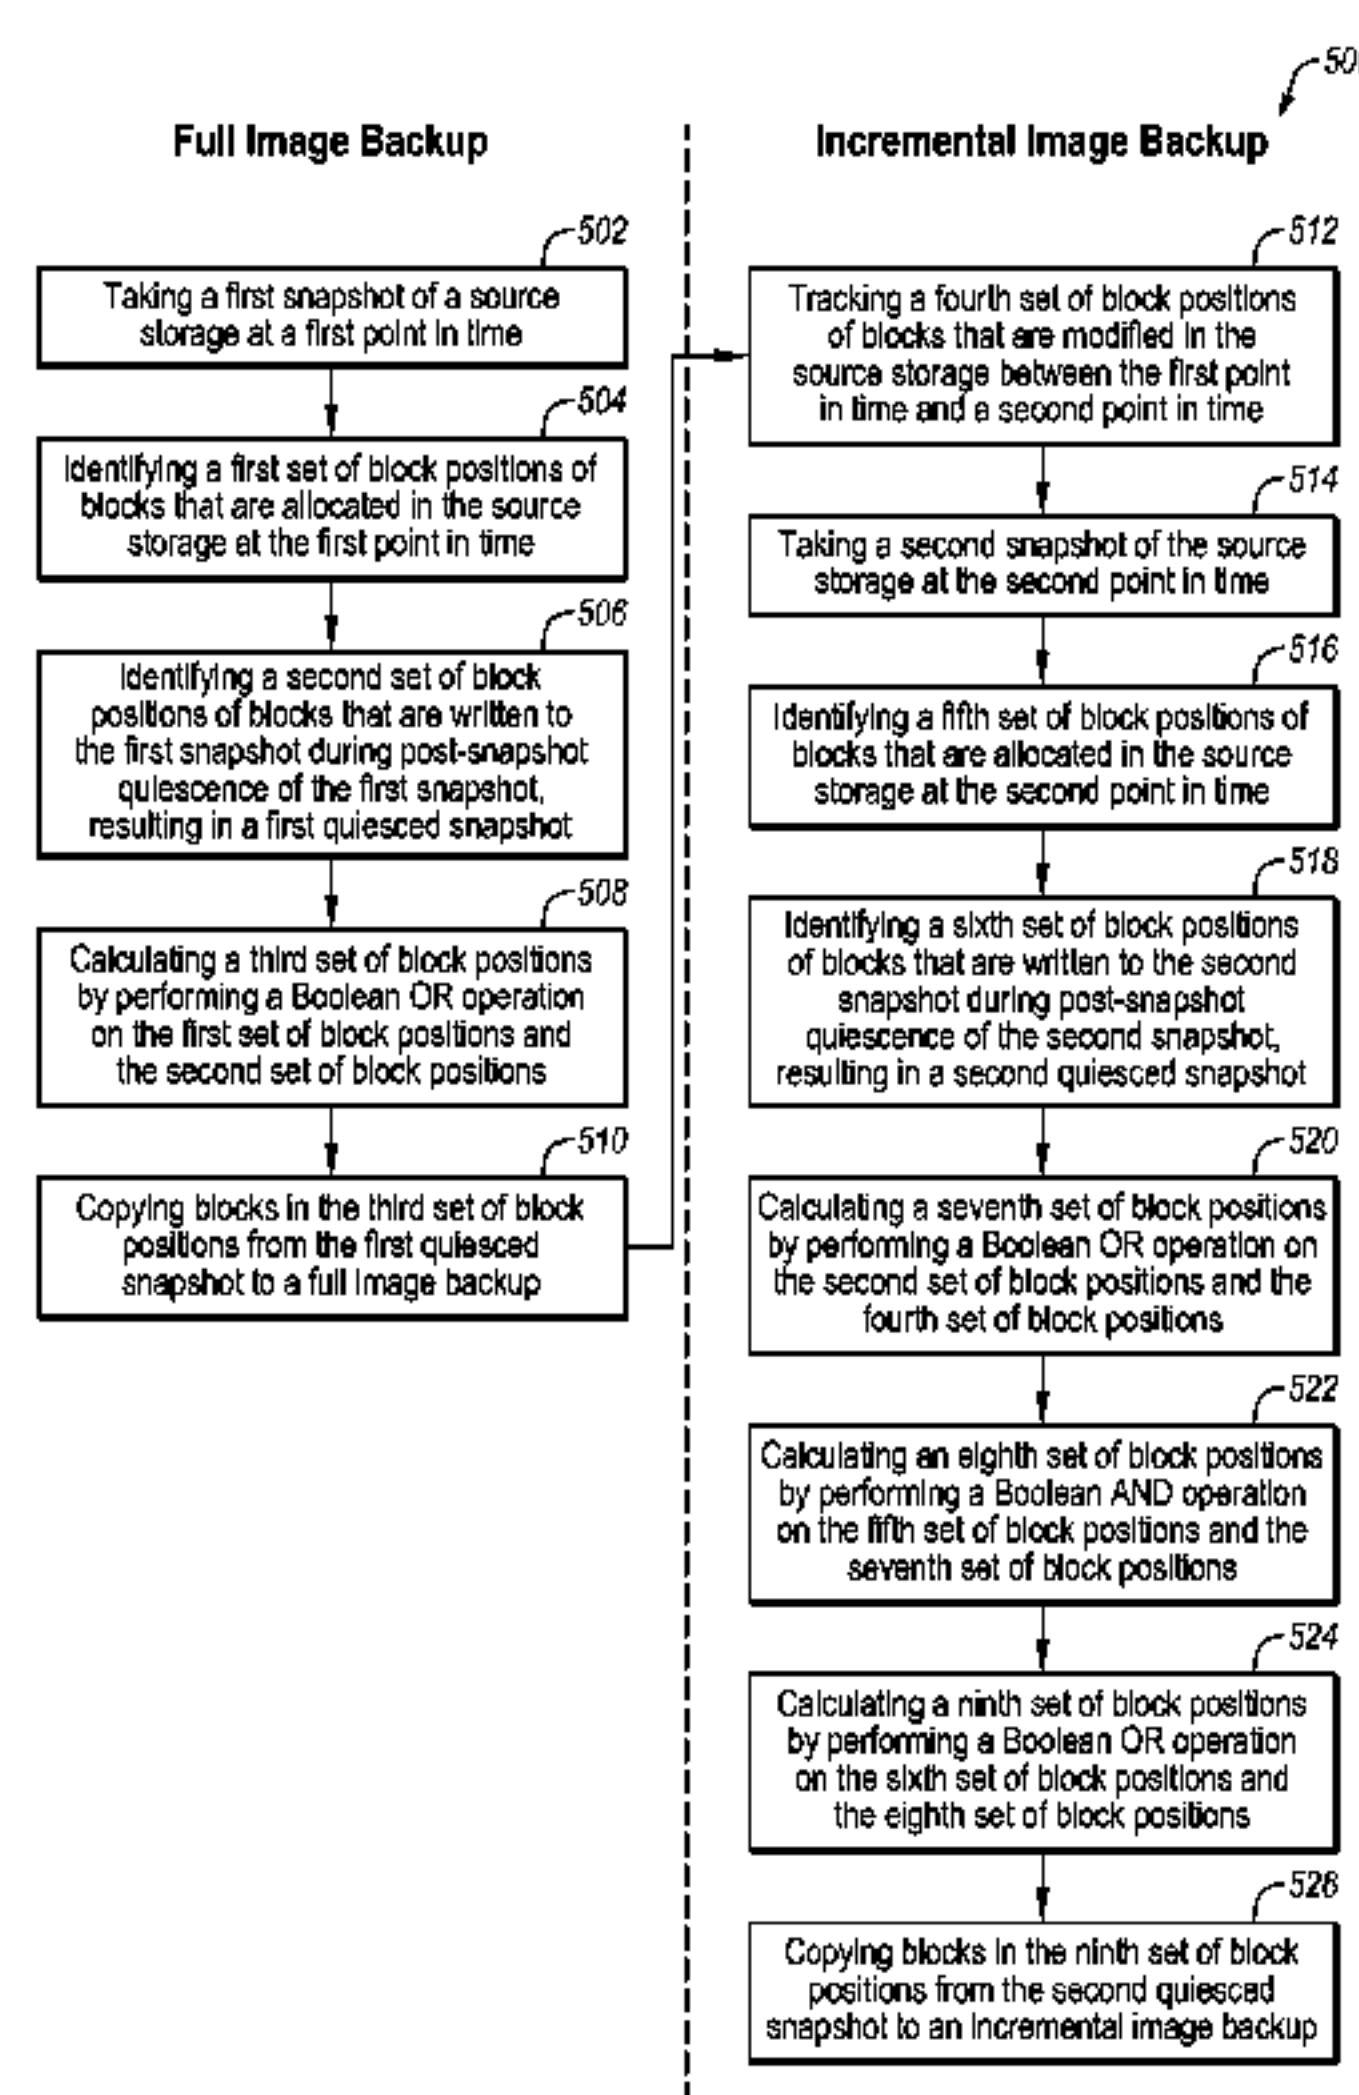 50
Full Image Backup
Incremental Image Backup
502
Taking a first snapshot of a source
storage at a first point in time
504
Identifying a first set of block positions of
blocks that are allocated in the source
storage at the first point in time
506
Identifying a second set of block
positions of blocks that are written to
the first snapshot during post-snapshot
quiescence of the first snapshot,
resulting in a first quiesced snapshot
508
Calculating a third set of block positions
by performing a Boolean OR operation
on the first set of block positions and
the second set of block positions
510
Copying blocks in the third set of block
positions from the first quiesced
snapshot to a full image backup
512
Tracking a fourth set of block positions
of blocks that are modified in the
source storage between the first point
in time and a second point in time
514
Taking a second snapshot of the source
storage at the second point in time
516
Identifying a fifth set of block positions of
blocks that are allocated in the source
storage at the second point in time
518
Identifying a sixth set of block positions
of blocks that are written to the second
snapshot during post-snapshot
quiescence of the second snapshot,
resulting in a second quiesced snapshot
520
Calculating a seventh set of block positions
by performing a Boolean OR operation on
the second set of block positions and the
fourth set of block positions
522
Calculating an eighth set of block positions
by performing a Boolean AND operation
on the fifth set of block positions and the
seventh set of block positions
524
Calculating a ninth set of block positions
by performing a Boolean OR operation
on the sixth set of block positions and
the eighth set of block positions
526
Copying blocks in the ninth set of block
positions from the second quiesced
snapshot to an incremental image backup